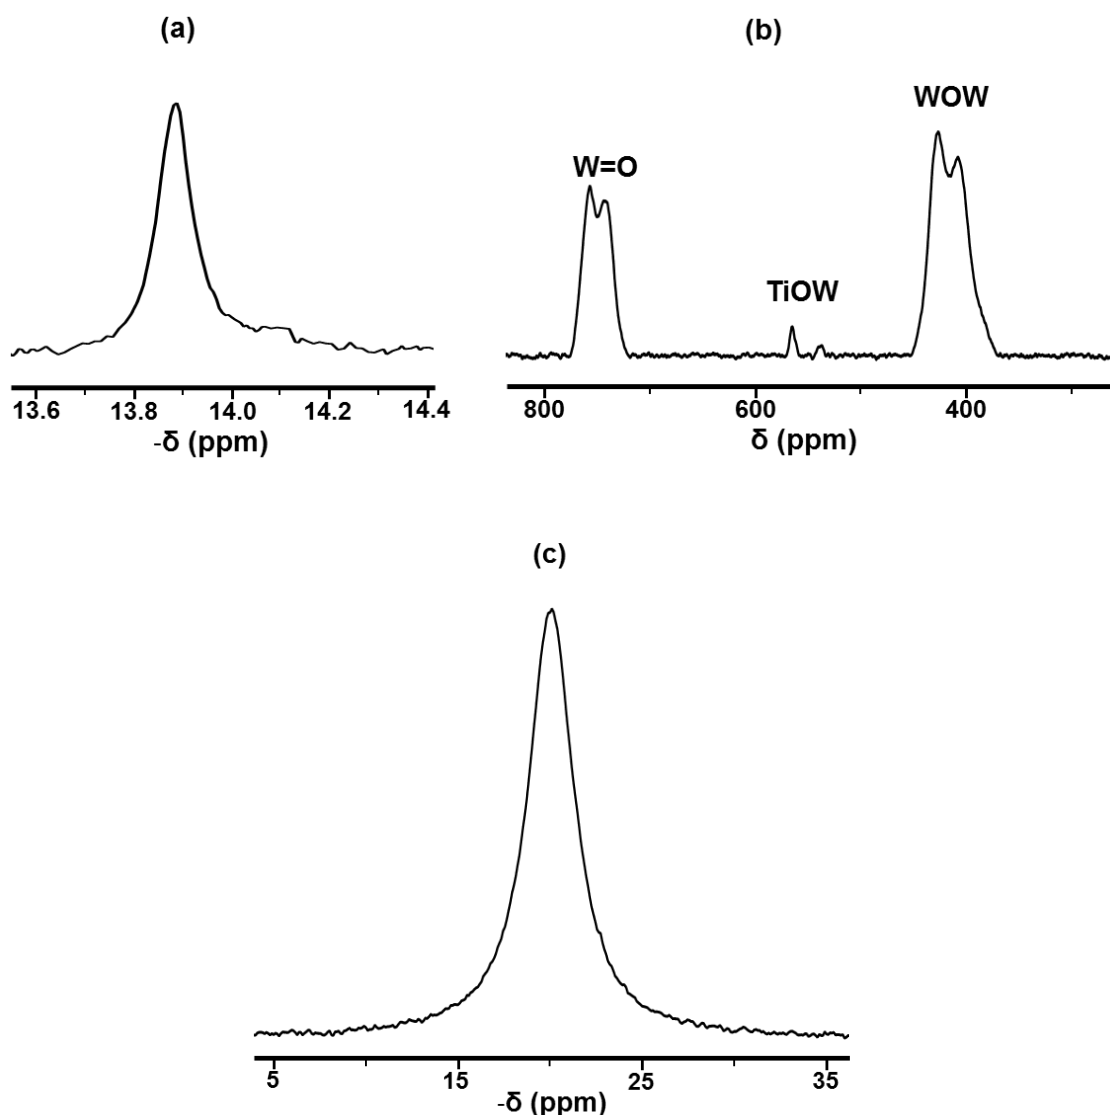 (a)
13.6 13.8 14.0 14.2 14.4
-δ (ppm)
(b)
W=O
TiOW
WOW
800 600 400
δ (ppm)
(c)
5 15 25 35
-δ (ppm)